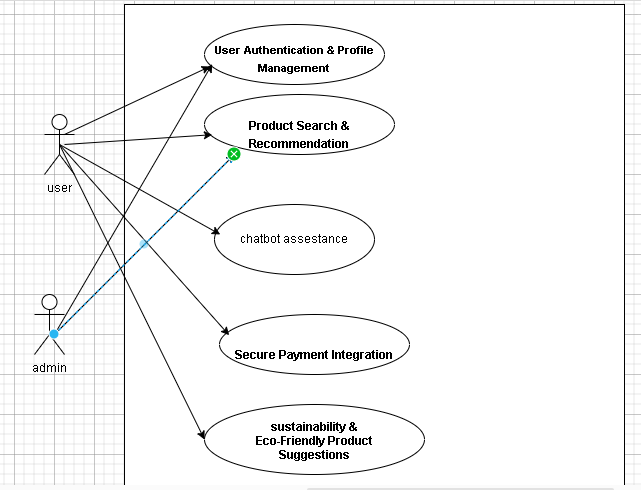 User Authentication & Profile
Management
Product Search &
Recommendation
user
chatbot assestance
admin
Secure Payment Integration
sustainability &
Eco-Friendly Product
Suggestions